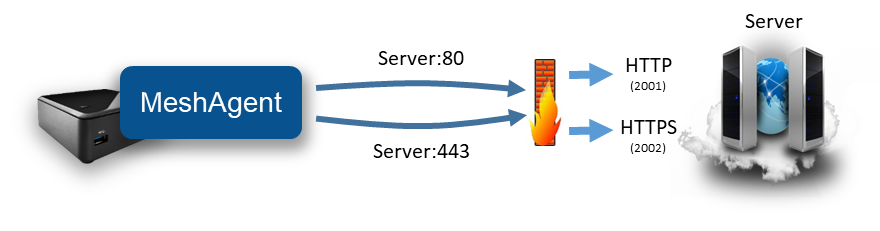 Server
Server:80
HTTP
(2001)
MeshAgent
HTTPS
(2002)
Server:443